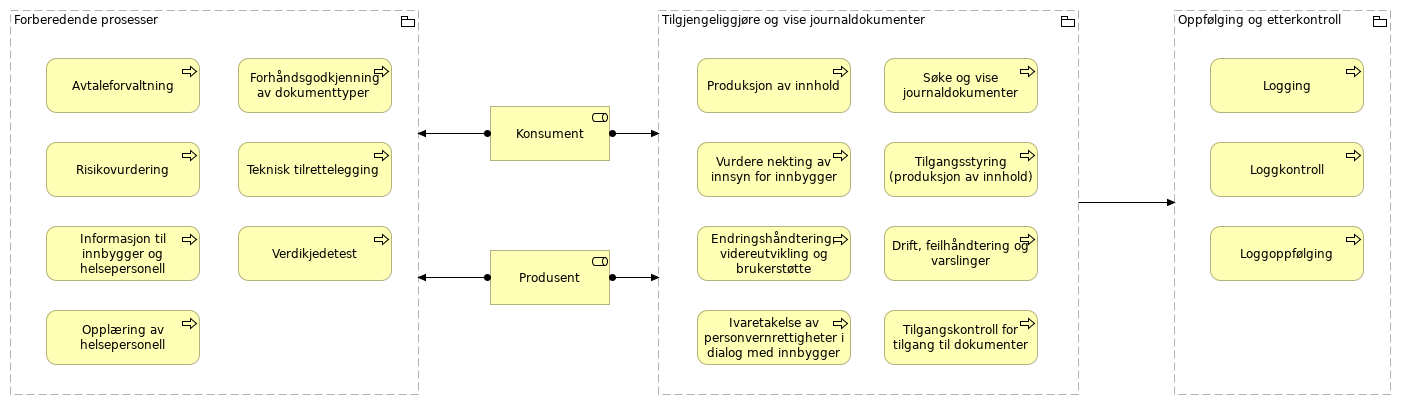 Forberedende prosesser
Avtaleforvaltning
Forhåndsgodkjenning
av dokumenttyper
Risikovurdering
Teknisk tilrettelegging
Informasjon til
innbygger og
helsepersonell
Verdikjedetest
Opplæring av
helsepersonell
Konsument
Produsent
Tilgjengeliggjøre og vise journaldokumenter
Produksjon av innhold
Søke og vise
journaldokumenter
Vurdere nekting av
innsyn for innbygger
Tilgangsstyring
(produksjon av innhold)
Endringshåndtering,
videreutvikling og
brukerstøtte
Drift, feilhåndtering og
varslinger
Ivaretakelse av
personvernrettigheter i
dialog med innbygger
Tilgangskontroll for
tilgang til dokumenter
Oppfølging og etterkontroll
Logging
Loggkontroll
Loggoppfølging